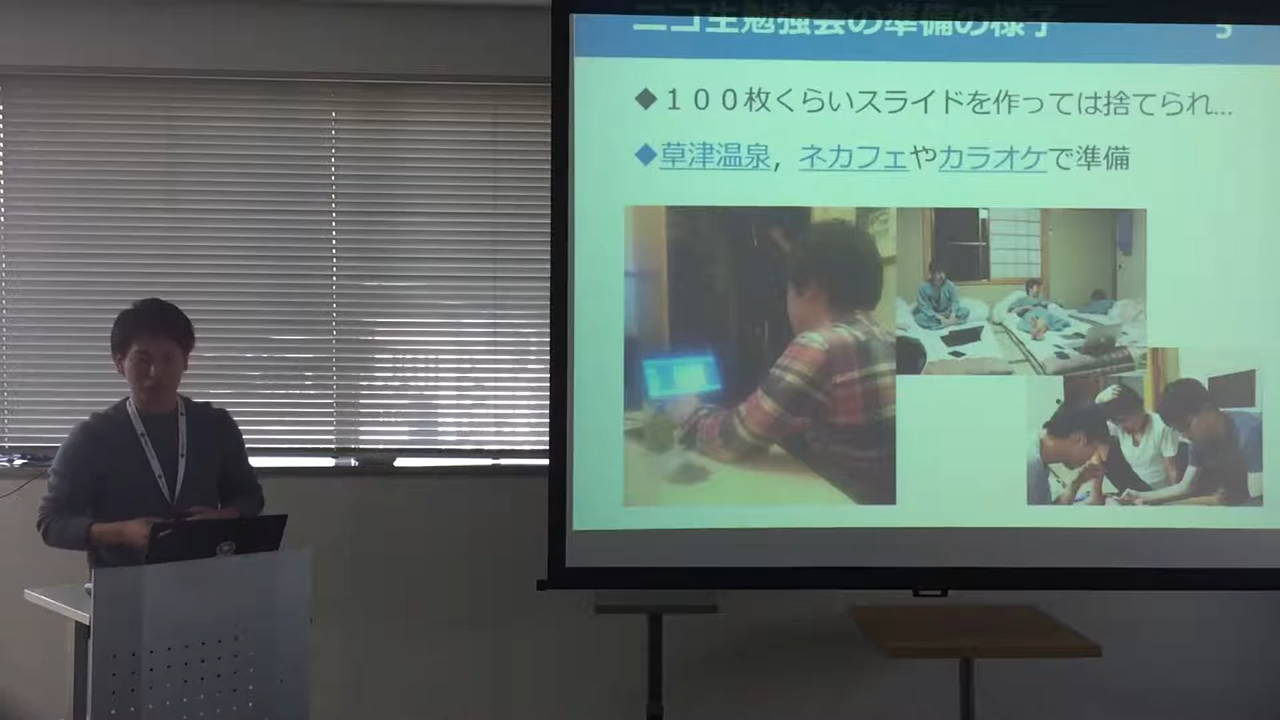 ニコ生勉強会の準備の様子
5
◆１００枚くらいスライドを作っては捨てられ…
◆草津温泉，ネカフェやカラオケで準備